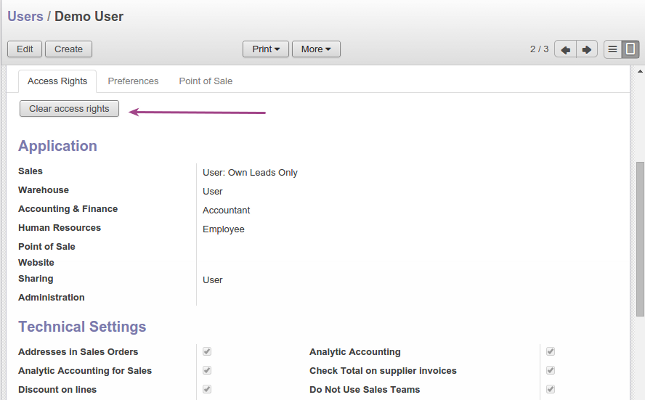 Users / Demo User
Edit Create Print More 2 / 3
Access Rights Preferences Point of Sale
Clear access rights
Application
Sales User: Own Leads Only
Warehouse User
Accounting & Finance Accountant
Human Resources Employee
Point of Sale
Website
Sharing User
Administration
Technical Settings
Addresses in Sales Orders Analytic Accounting
Analytic Accounting for Sales Check Total on supplier invoices
Discount on lines Do Not Use Sales Teams